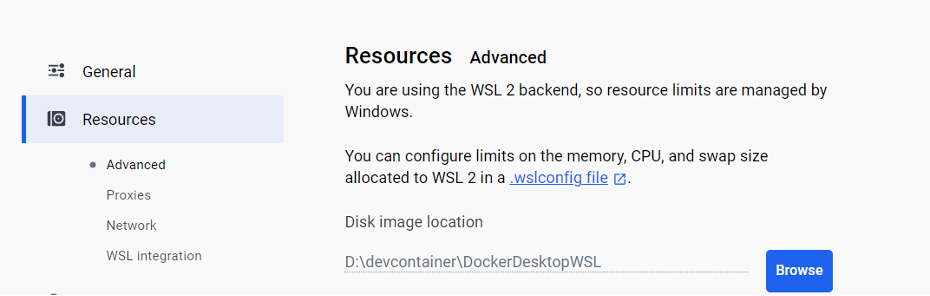 General
Resources
Advanced
Proxies
Network
WSL integration
Resources Advanced
You are using the WSL 2 backend, so resource limits are managed by
Windows.
You can configure limits on the memory, CPU, and swap size
allocated to WSL 2 in a .wslconfig file.
Disk image location
D:\devcontainer\DockerDesktopWSL
Browse